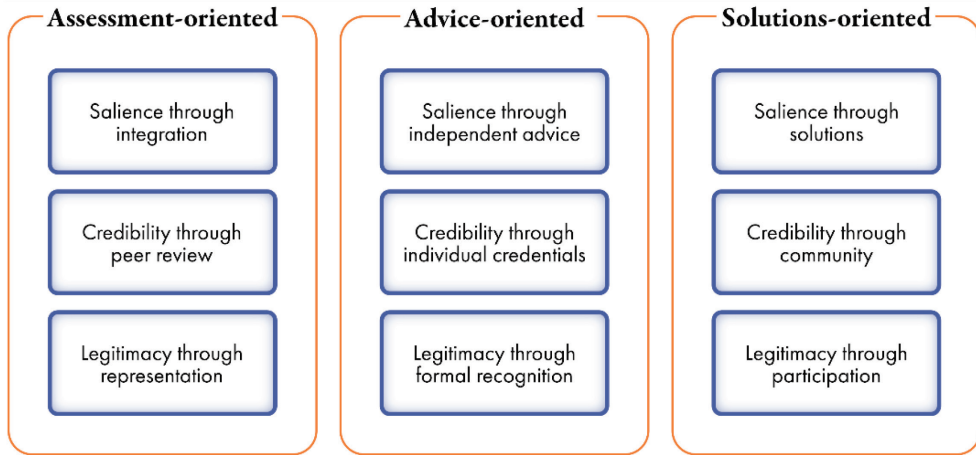 Assessment-oriented
Salience through
integration
Credibility through
peer review
Legitimacy through
representation
Advice-oriented
Salience through
independent advice
Credibility through
individual credentials
Legitimacy through
formal recognition
Solutions-oriented
Salience through
solutions
Credibility through
community
Legitimacy through
participation